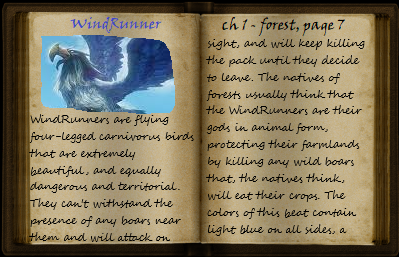 WindRunner
WindRunners are flying
four-legged carnivorus birds
that are extremely
beautiful, and equally
dangerous and territorial.
They can't withstand the
presence of any boars near
them and will attack on
ch 1 - forest, page 7
sight, and will keep killing
the pack until they decide
to leave. The natives of
forests usually think that
the WindRunners are their
gods in animal form,
protecting their farmlands
by killing any wild boars
that, the natives think,
will eat their crops. The
colors of this beat contain
light blue on all sides, a